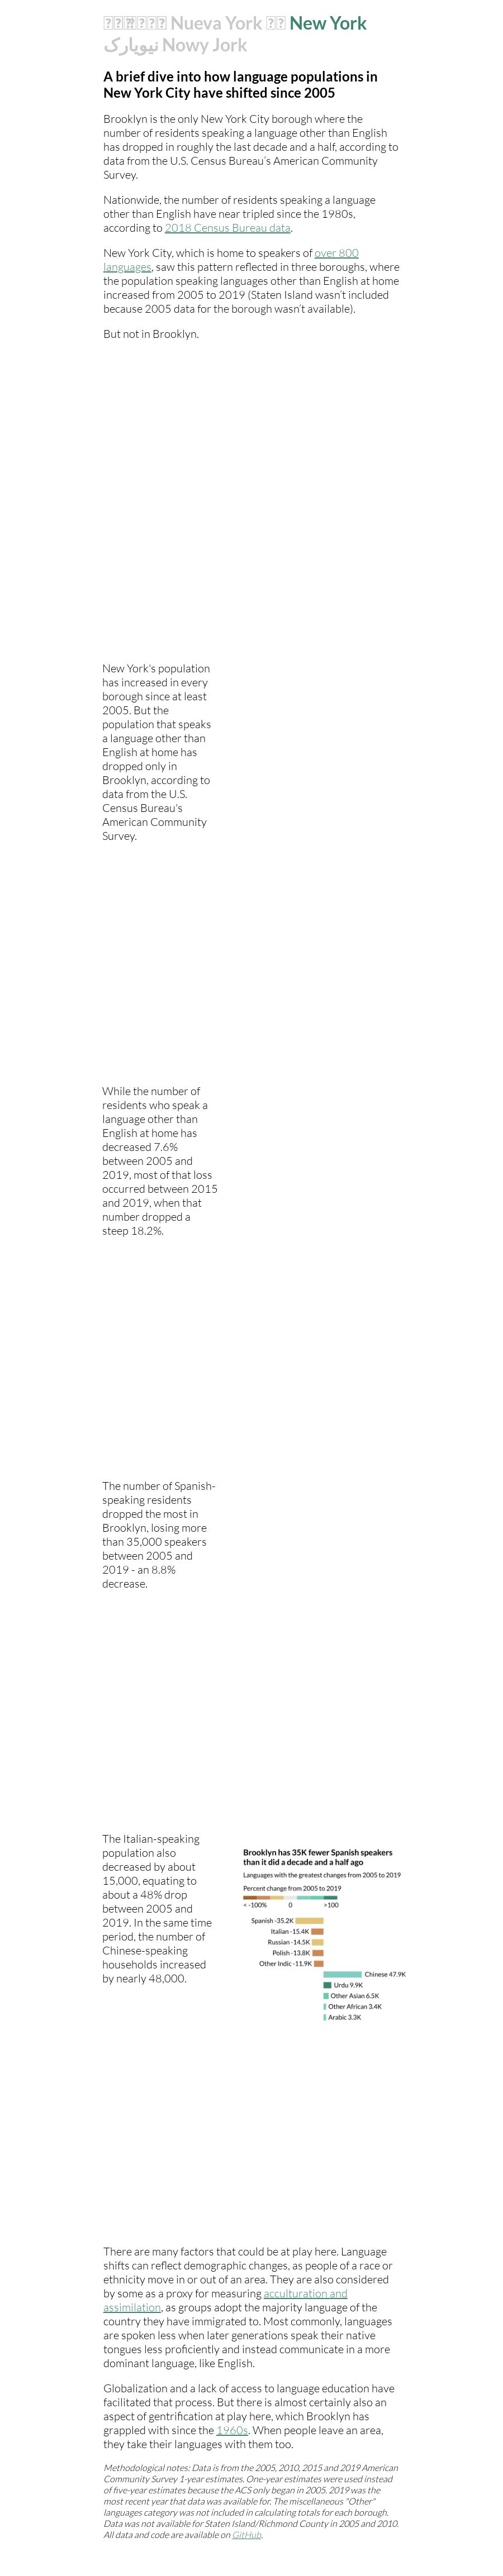 Nueva York New York
نیویارک Nowy Jork
A brief dive into how language populations in
New York City have shifted since 2005
Brooklyn is the only New York City borough where the
number of residents speaking a language other than English
has dropped in roughly the last decade and a half, according to
data from the U.S. Census Bureau's American Community
Survey.
Nationwide, the number of residents speaking a language
other than English have near tripled since the 1980s,
according to 2018 Census Bureau data.
New York City, which is home to speakers of over 800
languages, saw this pattern reflected in three boroughs, where
the population speaking languages other than English at home
increased from 2005 to 2019 (Staten Island wasn't included
because 2005 data for the borough wasn't available).
But not in Brooklyn.
New York's population
has increased in every
borough since at least
2005. But the
population that speaks
a language other than
English at home has
dropped only in
Brooklyn, according to
data from the U.S.
Census Bureau's
American Community
Survey.
While the number of
residents who speak a
language other than
English at home has
decreased 7.6%
between 2005 and
2019, most of that loss
occurred between 2015
and 2019, when that
number dropped a
steep 18.2%.
The number of Spanish-
speaking residents
dropped the most in
Brooklyn, losing more
than 35,000 speakers
between 2005 and
2019 - an 8.8%
decrease.
The Italian-speaking
population also
decreased by about
15,000, equating to
about a 48% drop
between 2005 and
2019. In the same time
period, the number of
Chinese-speaking
households increased
by nearly 48,000.
Brooklyn has 35K fewer Spanish speakers
than it did a decade and a half ago
Languages with the greatest changes from 2005 to 2019
Percent change from 2005 to 2019
< -100% 0 >100
Spanish -35.2K
Italian -15.4K
Russian -14.5K
Polish -13.8K
Other Indic -11.9K
Chinese 47.9K
Urdu 9.9K
Other Asian 6.5K
Other African 3.4K
Arabic 3.3K
There are many factors that could be at play here. Language
shifts can reflect demographic changes, as people of a race or
ethnicity move in or out of an area. They are also considered
by some as a proxy for measuring acculturation and
assimilation, as groups adopt the majority language of the
country they have immigrated to. Most commonly, languages
are spoken less when later generations speak their native
tongues less proficiently and instead communicate in a more
dominant language, like English.
Globalization and a lack of access to language education have
facilitated that process. But there is almost certainly also an
aspect of gentrification at play here, which Brooklyn has
grappled with since the 1960s. When people leave an area,
they take their languages with them too.
Methodological notes: Data is from the 2005, 2010, 2015 and 2019 American
Community Survey 1-year estimates. One-year estimates were used instead
of five-year estimates because the ACS only began in 2005. 2019 was the
most recent year that data was available for. The miscellaneous "Other"
languages category was not included in calculating totals for each borough.
Data was not available for Staten Island/Richmond County in 2005 and 2010.
All data and code are available on GitHub.